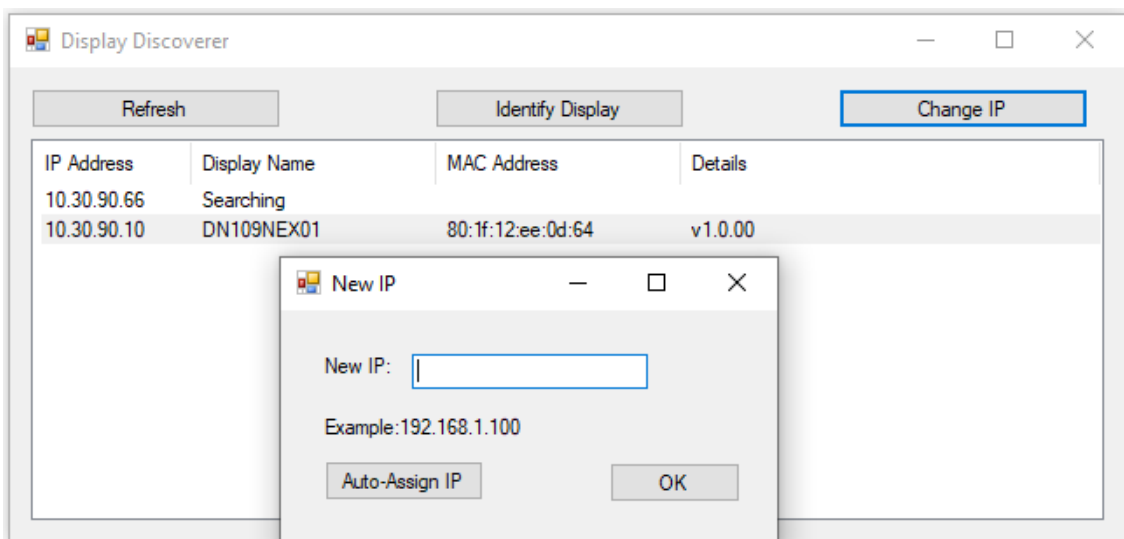 Display Discoverer
Refresh Identify Display Change IP
IP Address Display Name MAC Address Details
10.30.90.66 Searching
10.30.90.10 DN109NEX01 80:1f:12:ee:0d:64 v1.0.00
New IP
New IP:
Example:192.168.1.100
Auto-Assign IP OK